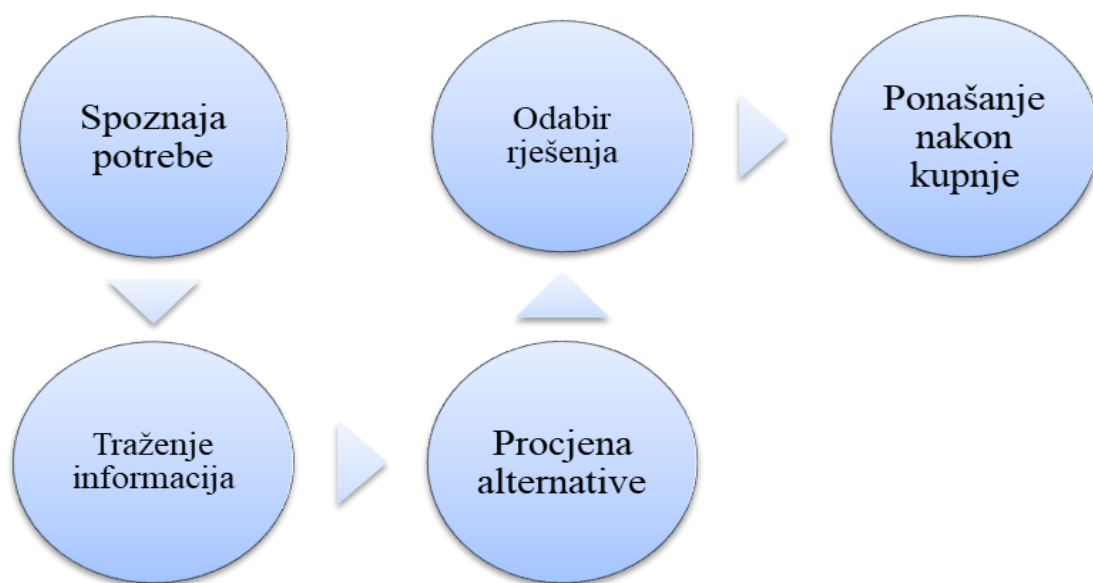 Spoznaja
potrebe
Traženje
informacija
Procjena
alternative
Odabir
rješenja
Ponašanje
nakon
kupnje